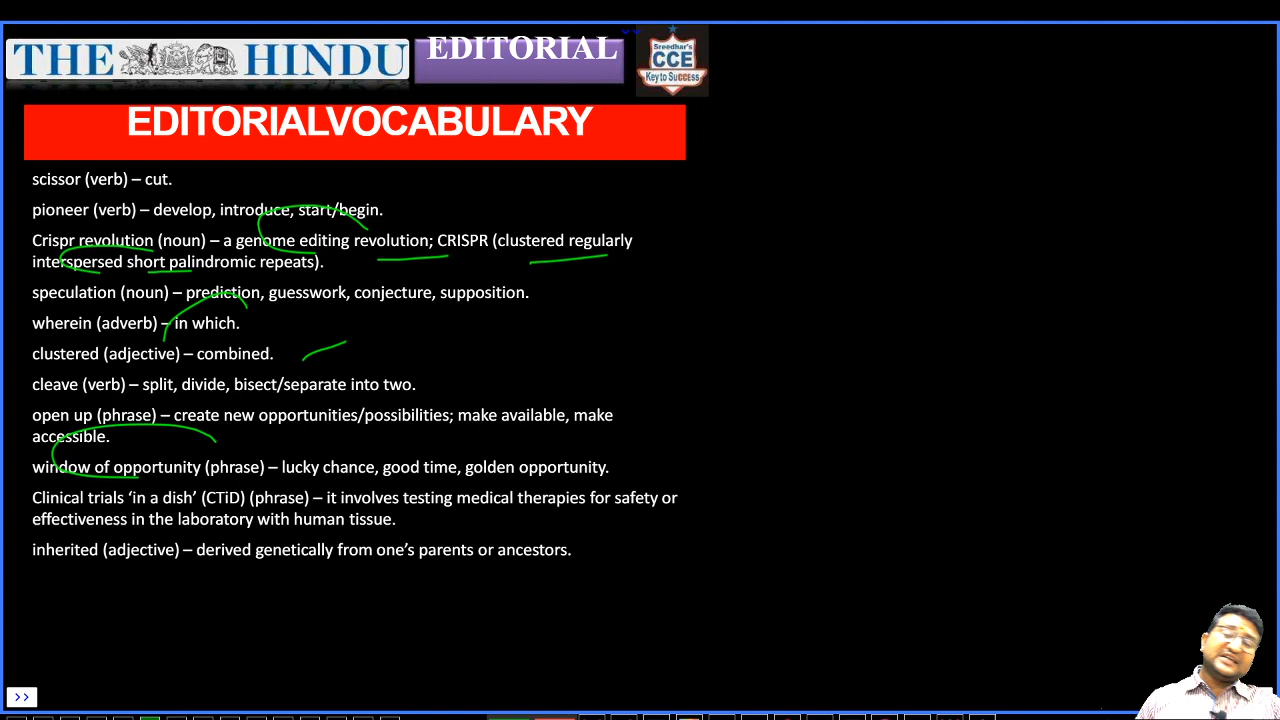 THE HINDU
EDITORIAL
Sreedhar's
CCE
Key to Success
EDITORIALVOCABULARY
scissor (verb) – cut.
pioneer (verb) – develop, introduce, start/begin.
Crispr revolution (noun) – a genome editing revolution; CRISPR (clustered regularly
interspersed short palindromic repeats).
speculation (noun) – prediction, guesswork, conjecture, supposition.
wherein (adverb) – in which.
clustered (adjective) – combined.
cleave (verb) – split, divide, bisect/separate into two.
open up (phrase) – create new opportunities/possibilities; make available, make
accessible.
window of opportunity (phrase) – lucky chance, good time, golden opportunity.
Clinical trials ‘in a dish’ (CTiD) (phrase) – it involves testing medical therapies for safety or
effectiveness in the laboratory with human tissue.
inherited (adjective) – derived genetically from one’s parents or ancestors.
>>